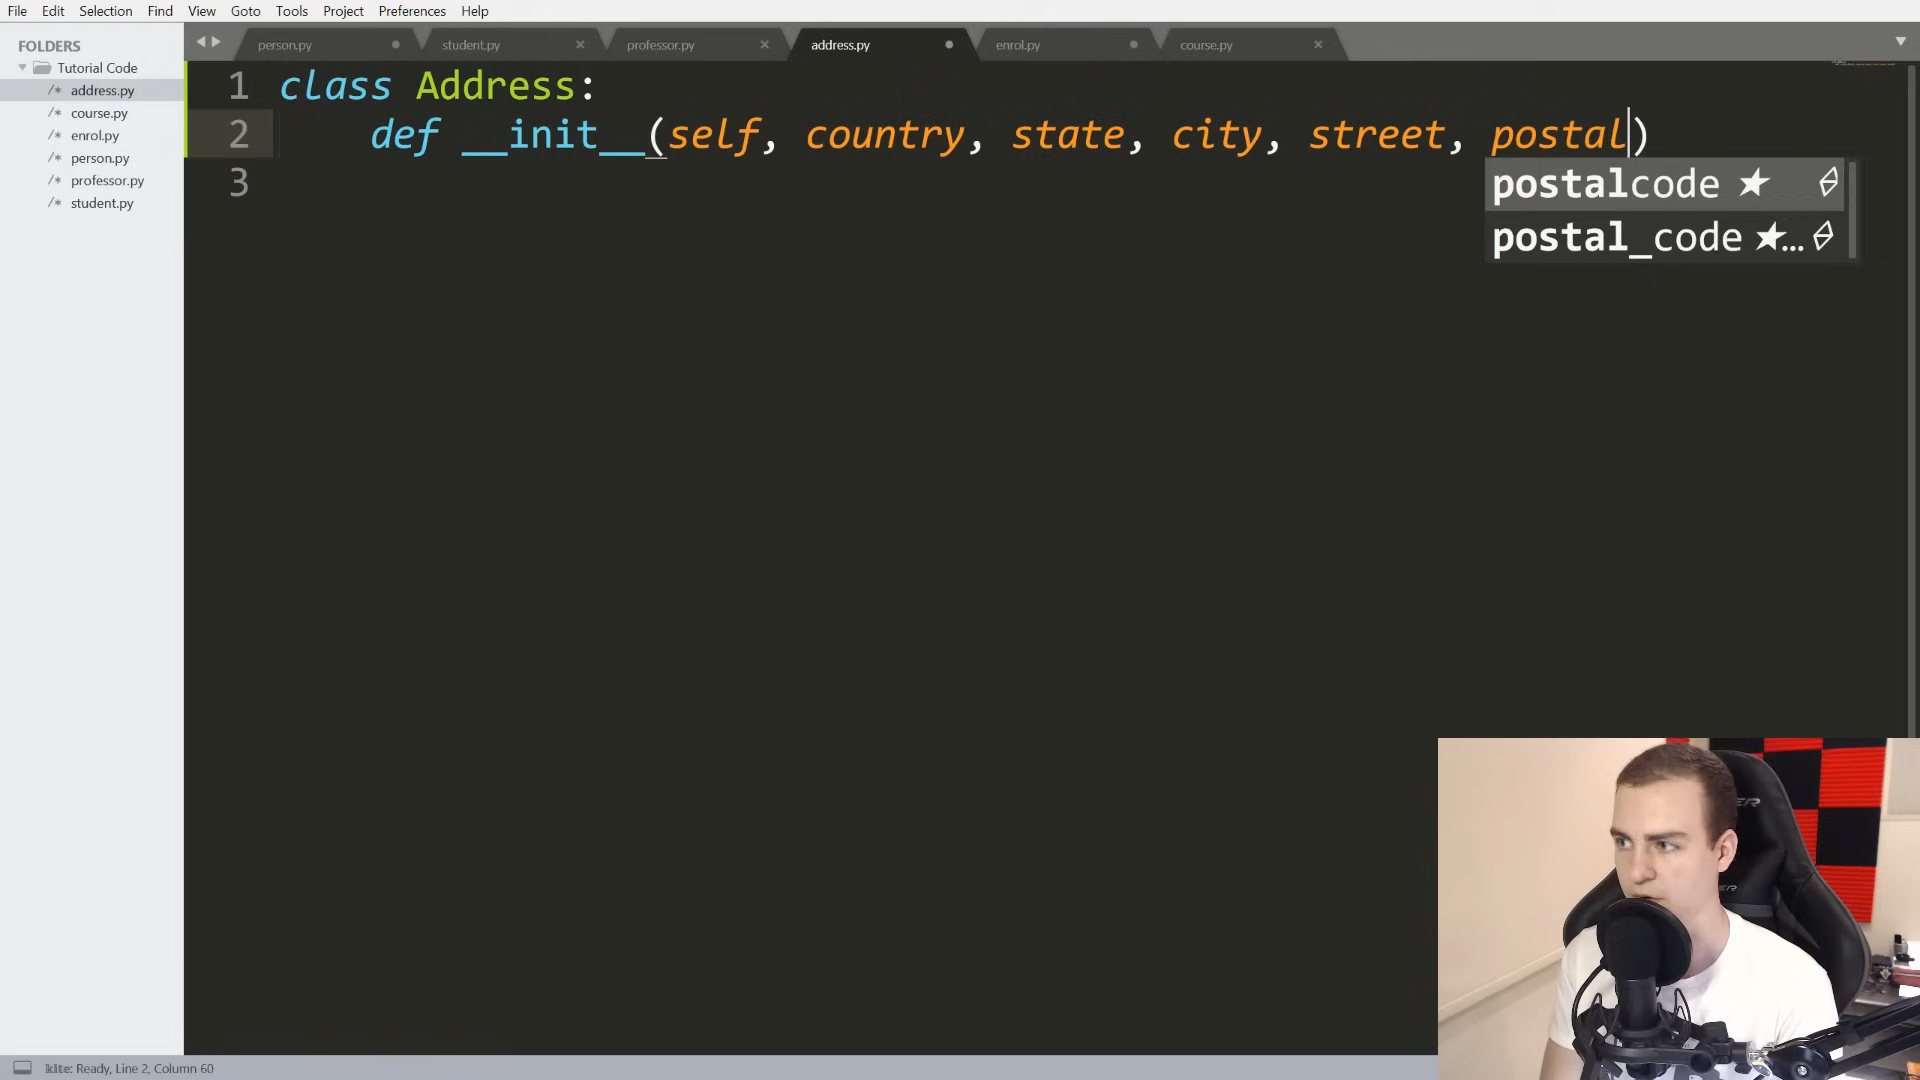 File Edit Selection Find View Goto Tools Project Preferences Help
FOLDERS
Tutorial Code
/* address.py
/* course.py
/* enrol.py
/* person.py
/* professor.py
/* student.py
person.py student.py professor.py address.py enrol.py course.py
1 class Address:
2 def __init__(self, country, state, city, street, postal)
3
postalcode ★
postal_code ★...
kite: Ready, Line 2, Column 60